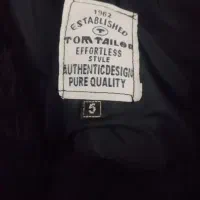 1962
ESTABLISHED
T
TOM TAILOR
EFFORTLESS
STYLE
AUTHENTICDESIGN
PURE QUALITY
S